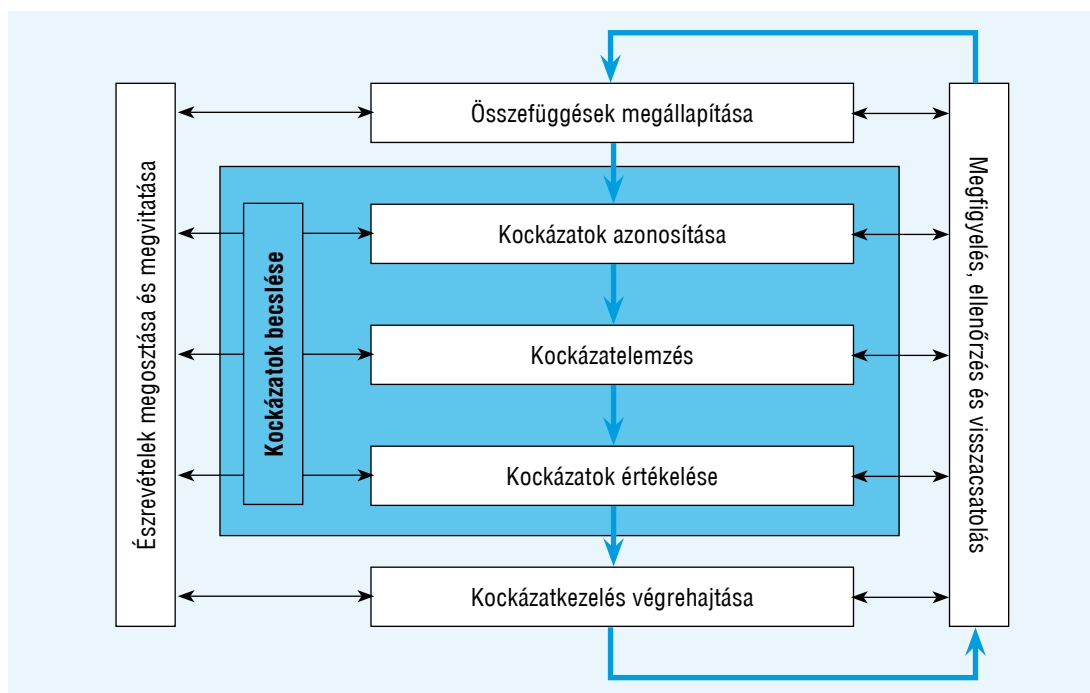 Összefüggések megállapítása
Észrevételek megosztása és megvitatása
Kockázatok becslése
Kockázatok azonosítása
Kockázatelemzés
Kockázatok értékelése
Kockázatkezelés végrehajtása
Megfigyelés, ellenőrzés és visszacsatolás